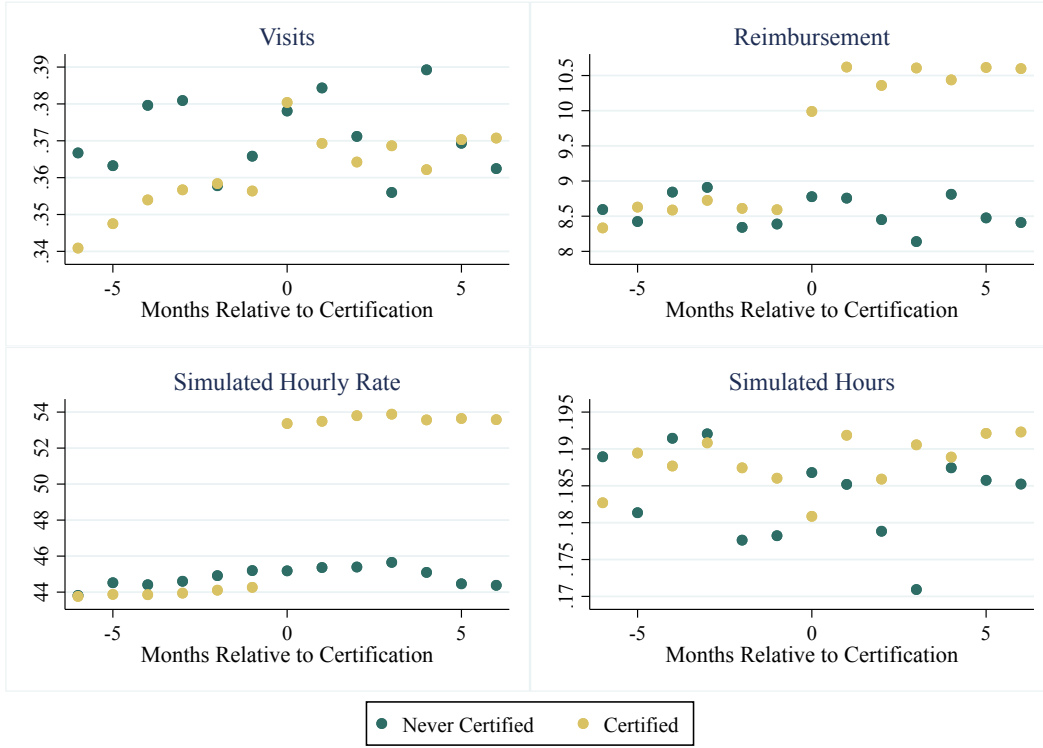 Visits
.39
.38
.37
.36
.35
.34
-5 0 5
Months Relative to Certification
Reimbursement
10.5
10
9.5
9
8.5
8
-5 0 5
Months Relative to Certification
Simulated Hourly Rate
54
52
50
48
46
44
-5 0 5
Months Relative to Certification
Simulated Hours
.195
.19
.185
.18
.175
.17
-5 0 5
Months Relative to Certification
Never Certified Certified